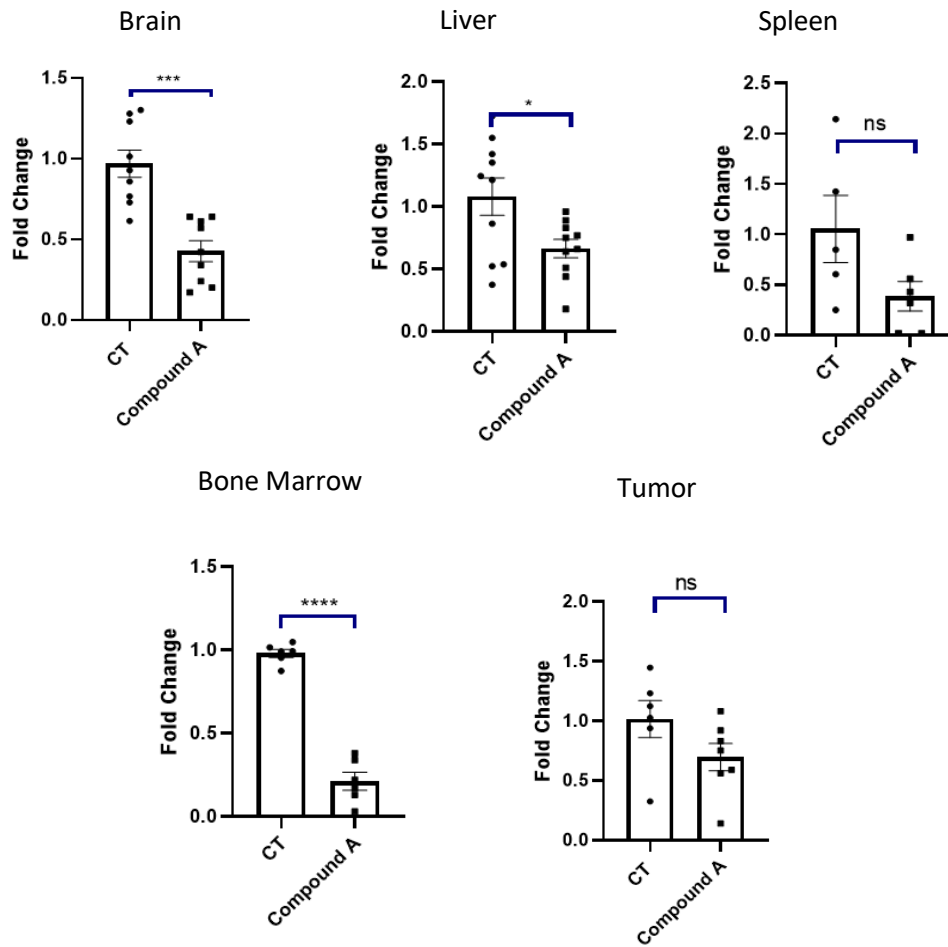 Brain
***
1.5
1.0
0.5
0.0
Fold Change
CT
Compound A
Liver
*
2.0
1.5
1.0
0.5
0.0
Fold Change
CT
Compound A
Spleen
ns
2.5
2.0
1.5
1.0
0.5
0.0
Fold Change
CT
Compound A
Bone Marrow
****
1.5
1.0
0.5
0.0
Fold Change
CT
Compound A
Tumor
ns
2.0
1.5
1.0
0.5
0.0
Fold Change
CT
Compound A